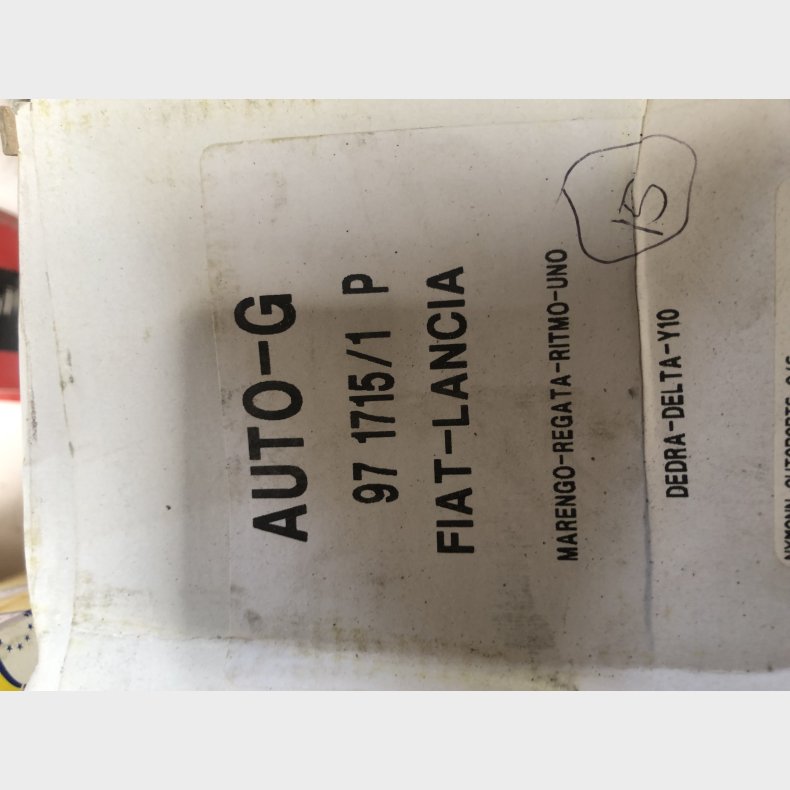 AUTO-G
97 1715/1 P
FIAT-LANCIA
MARENGO-REGATA-RITMO-UNO
DEDRA-DELTA-Y10
15